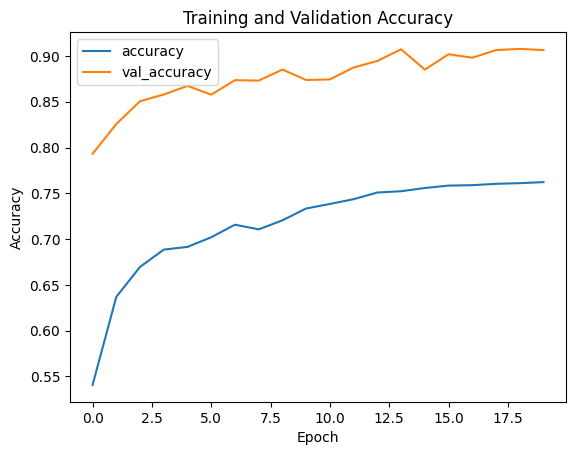 Training and Validation Accuracy
accuracy
val_accuracy
0.90
0.85
0.80
0.75
0.70
0.65
0.60
0.55
Accuracy
0.0 2.5 5.0 7.5 10.0 12.5 15.0 17.5
Epoch